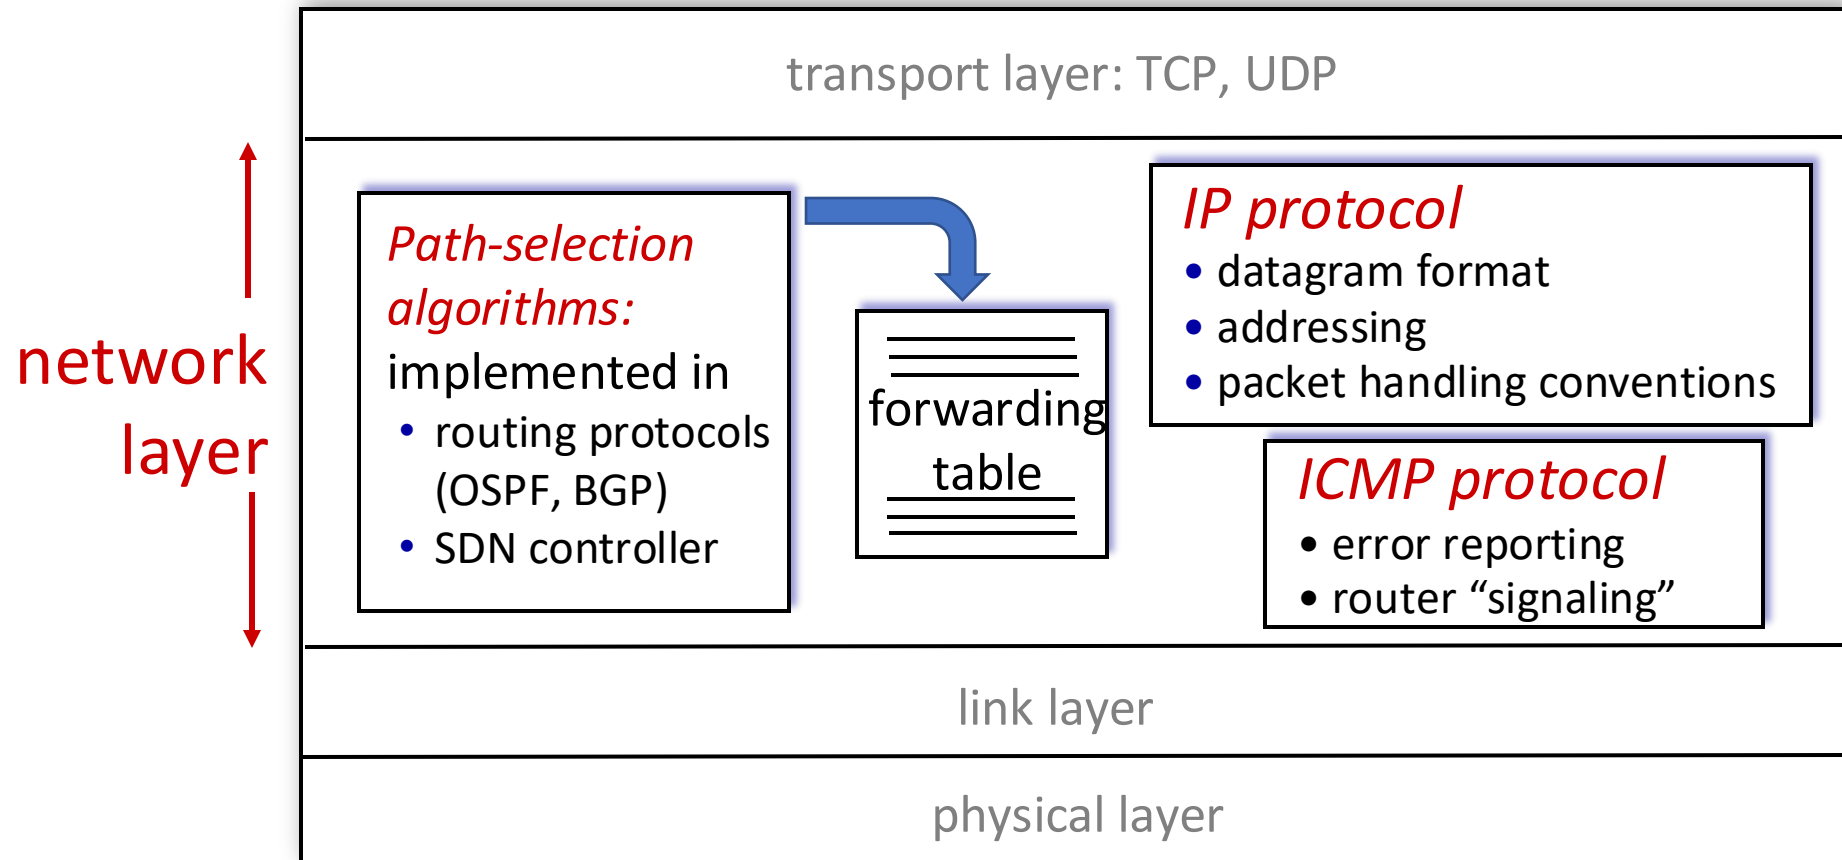 transport layer: TCP, UDP
network
layer
Path-selection
algorithms:
implemented in
• routing protocols
(OSPF, BGP)
• SDN controller
forwarding
table
IP protocol
• datagram format
• addressing
• packet handling conventions
ICMP protocol
• error reporting
• router “signaling”
link layer
physical layer